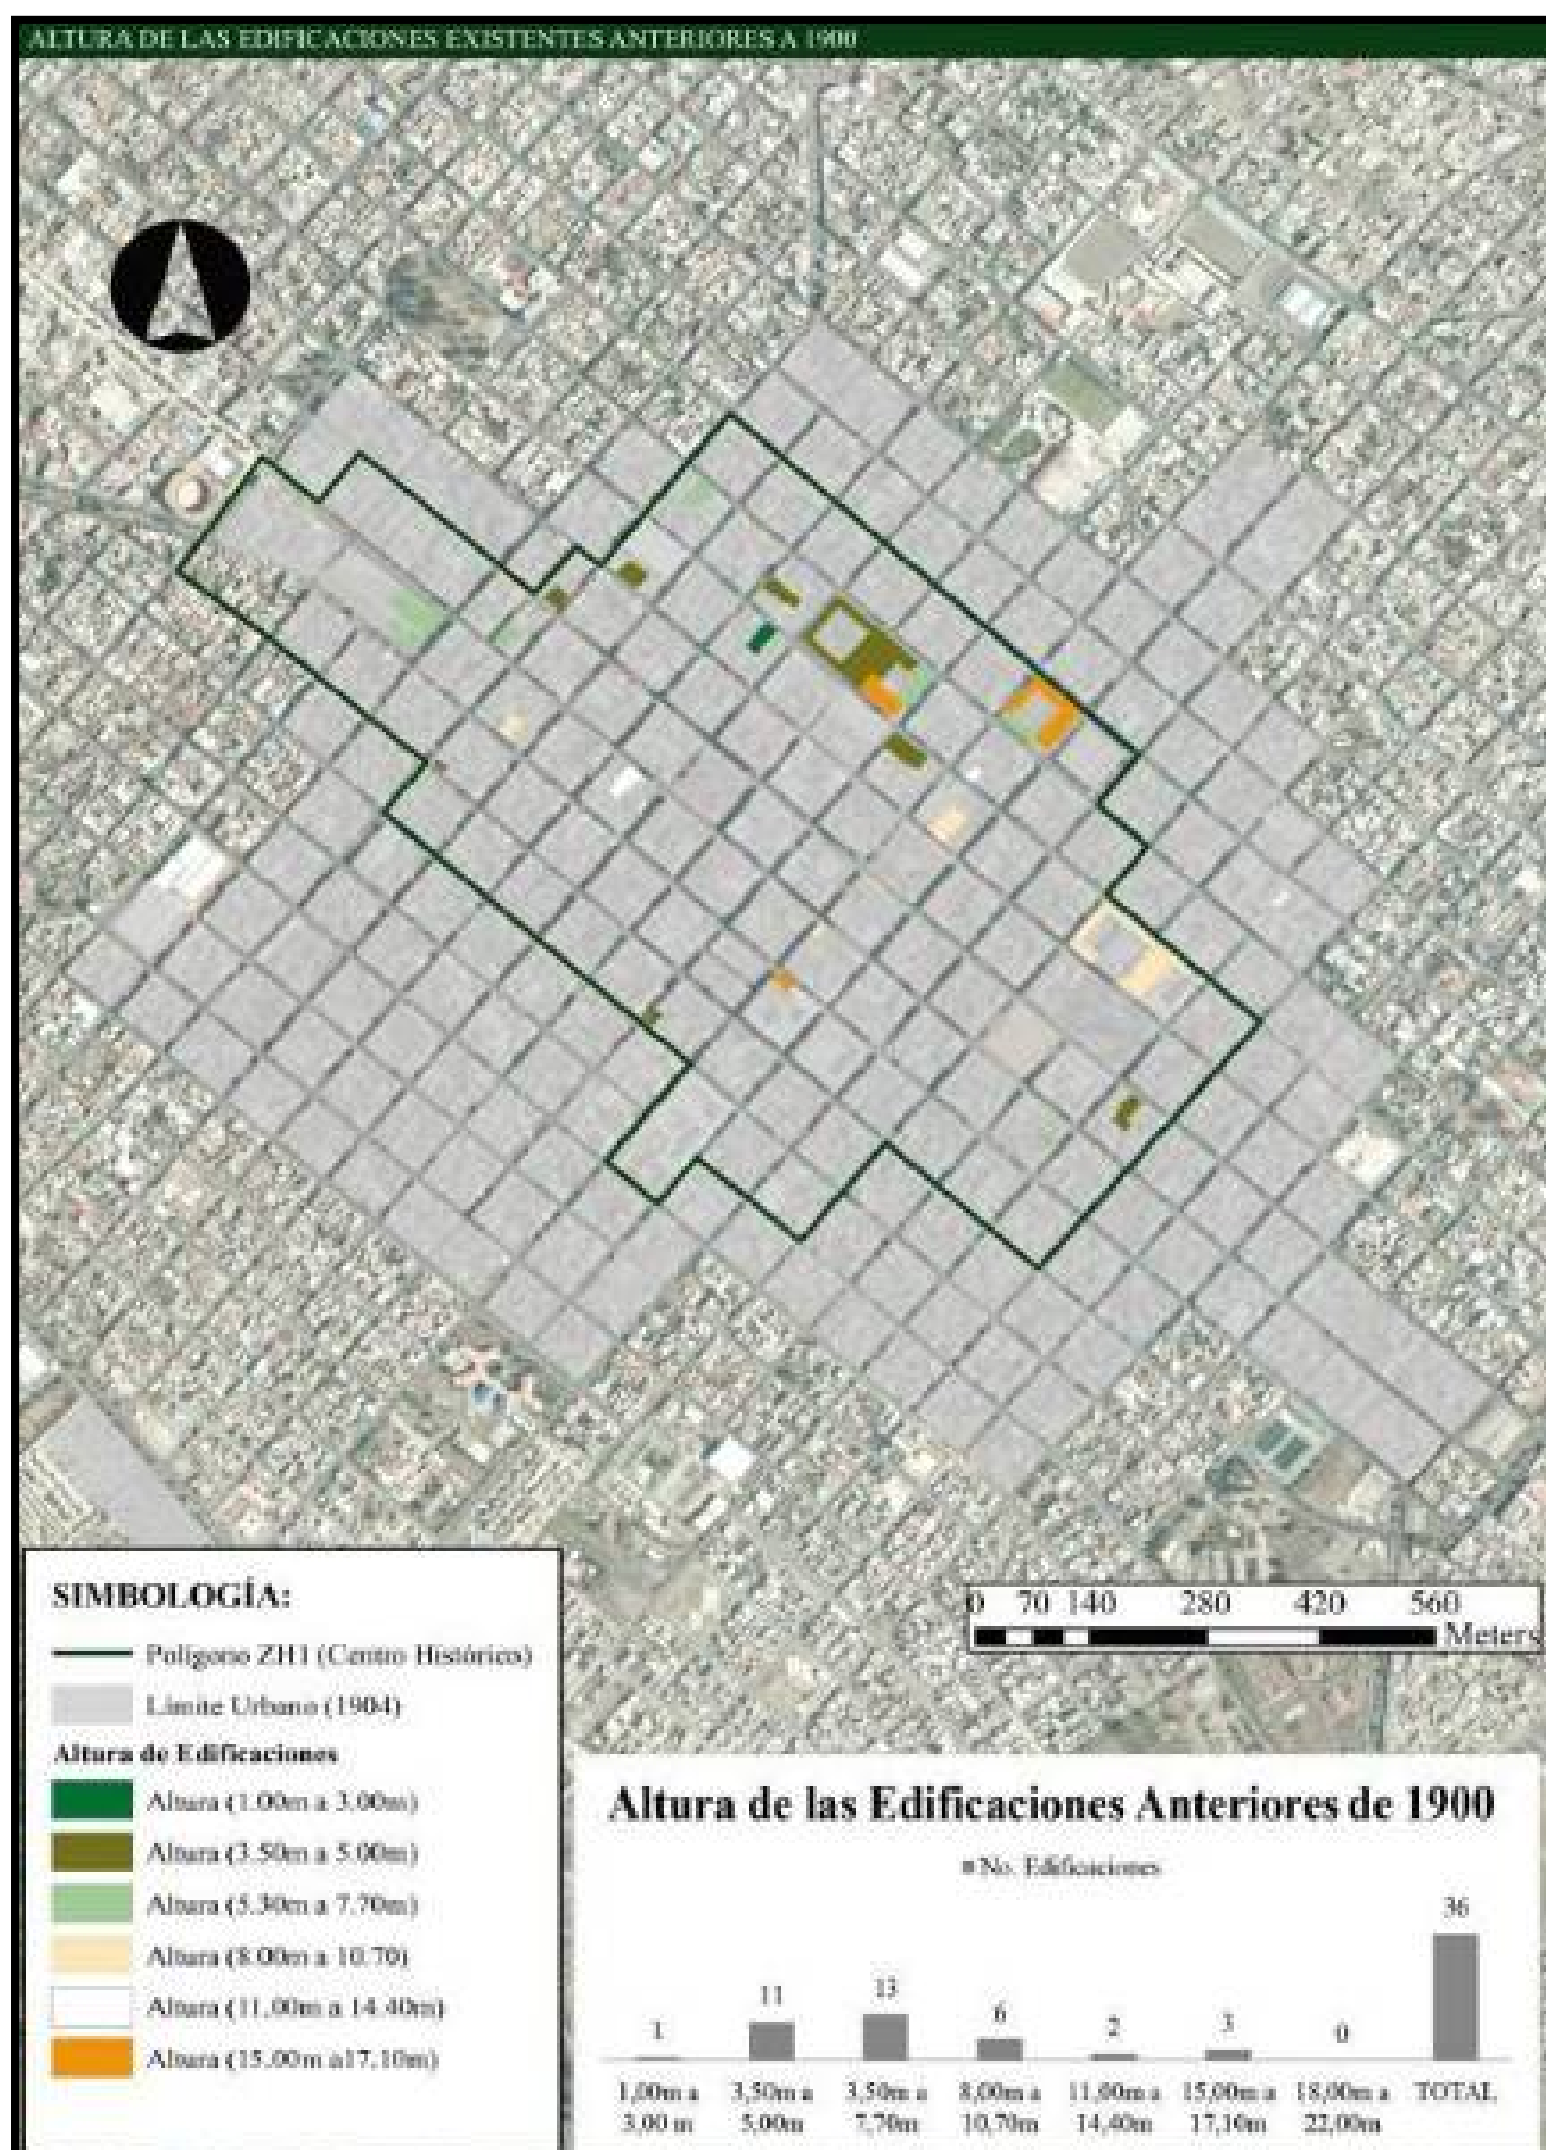 ALTURA DE LAS EDIFICACIONES EXISTENTES ANTERIORES A 1900
SIMBOLOGÍA:
Polígono ZH1 (Centro Histórico)
Límite Urbano (1904)
Altura de Edificaciones
Altura (1.00m a 3.00m)
Altura (3.50m a 5.00m)
Altura (5.30m a 7.70m)
Altura (8.00m a 10.70)
Altura (11.00m a 14.40m)
Altura (15.00m a17.10m)
0 70 140 280 420 560
Meters
Altura de las Edificaciones Anteriores de 1900
No. Edificaciones
1 11 13 6 2 3 0 36
1,00m a 3,50m a 3,50m a 8,00m a 11,00m a 15,00m a 18,00m a TOTAL
3,00 m 5,00m 7,70m 10,70m 14,40m 17,10m 22,00m